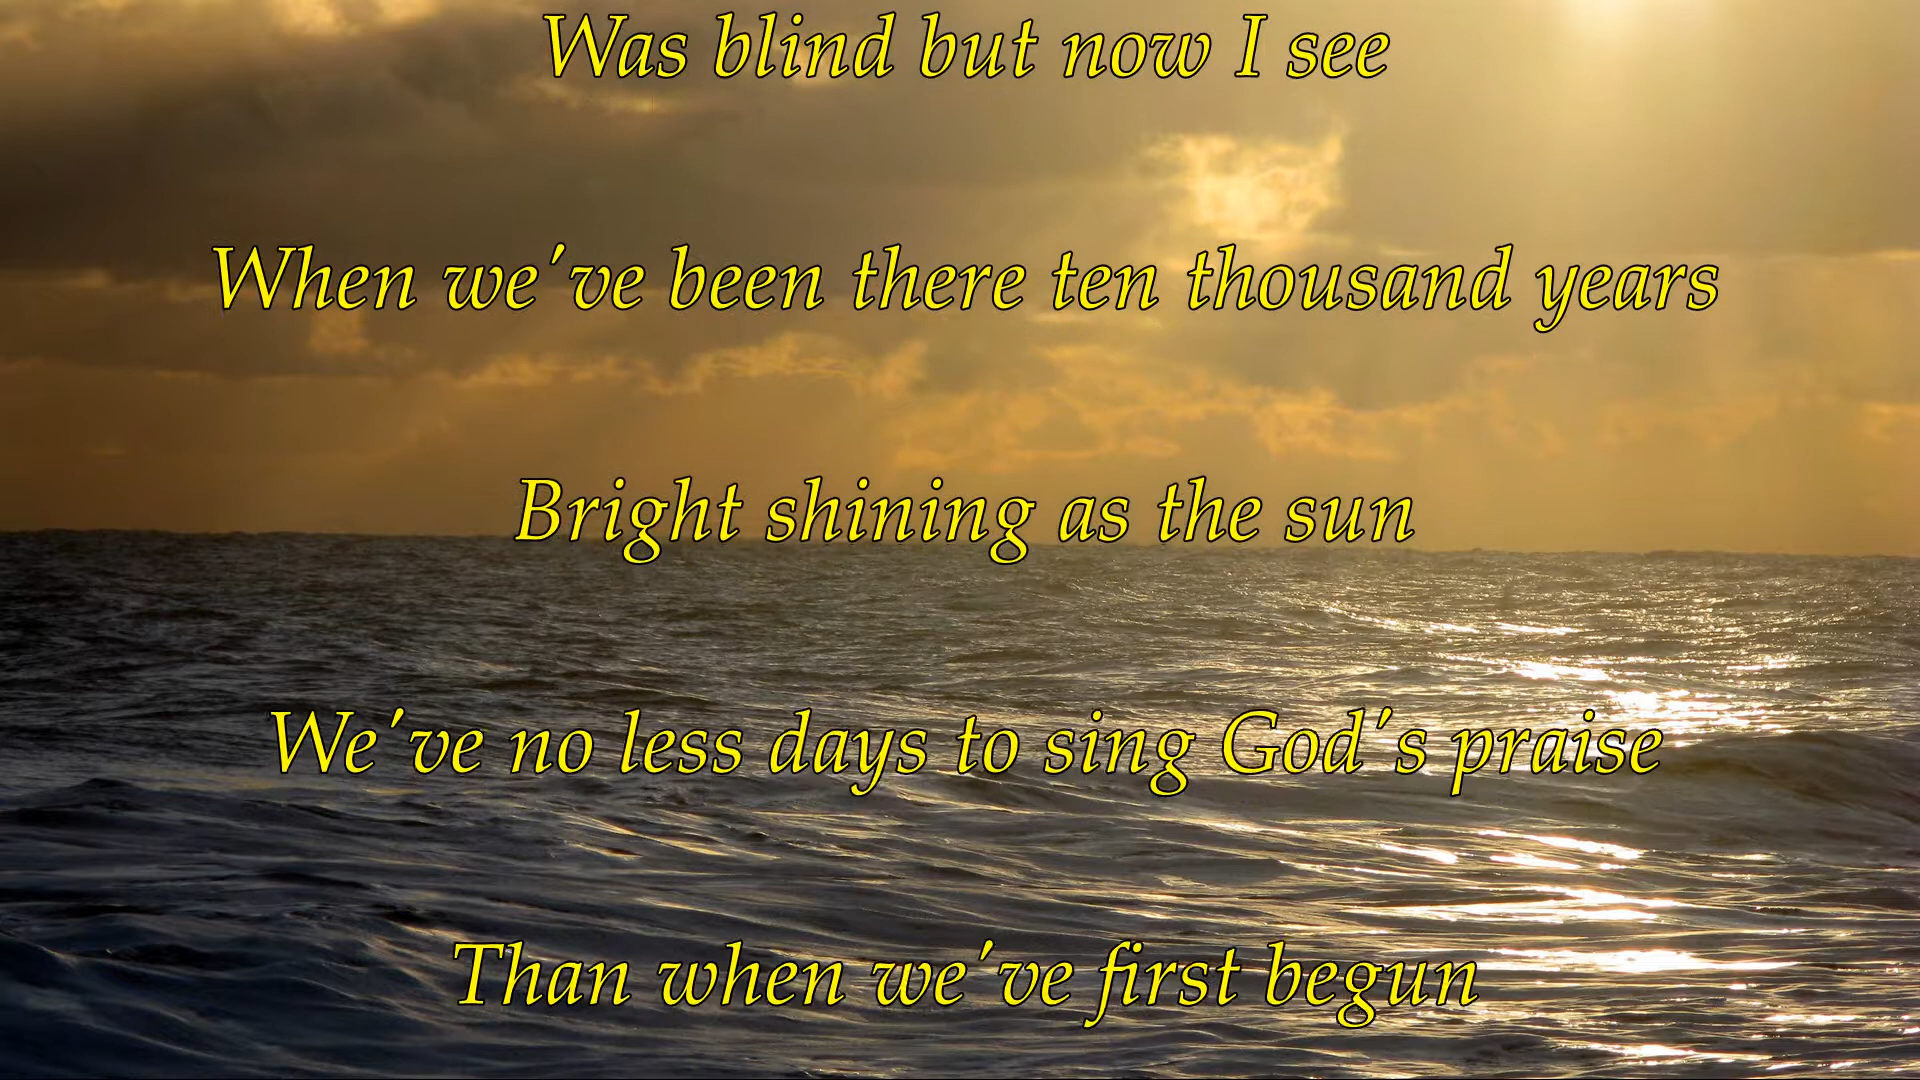 Was blind but now I see
When we've been there ten thousand years
Bright shining as the sun
We've no less days to sing God's praise
Than when we've first begun